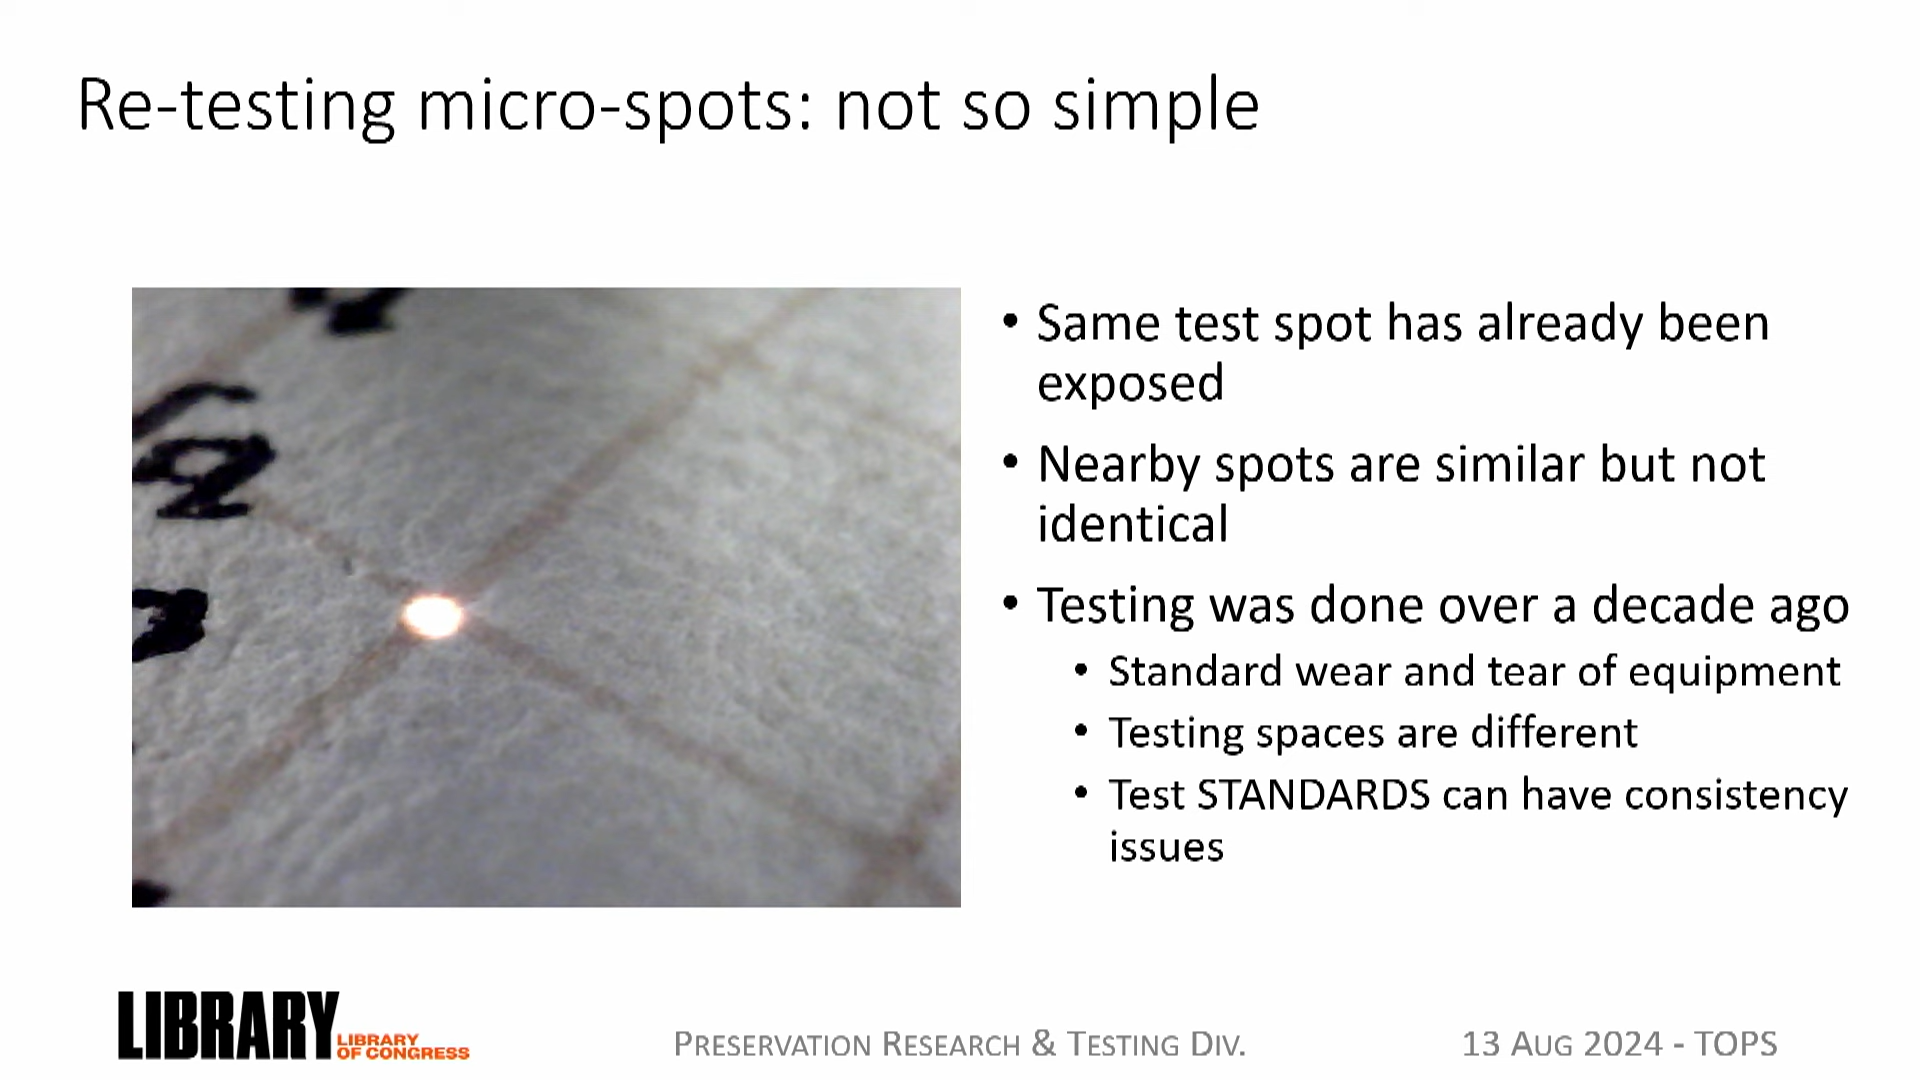 Re-testing micro-spots: not so simple
• Same test spot has already been
exposed
• Nearby spots are similar but not
identical
• Testing was done over a decade ago
• Standard wear and tear of equipment
• Testing spaces are different
• Test STANDARDS can have consistency
issues
LIBRARY
LIBRARY
OF CONGRESS
PRESERVATION RESEARCH & TESTING DIV.
13 AUG 2024 - TOPS